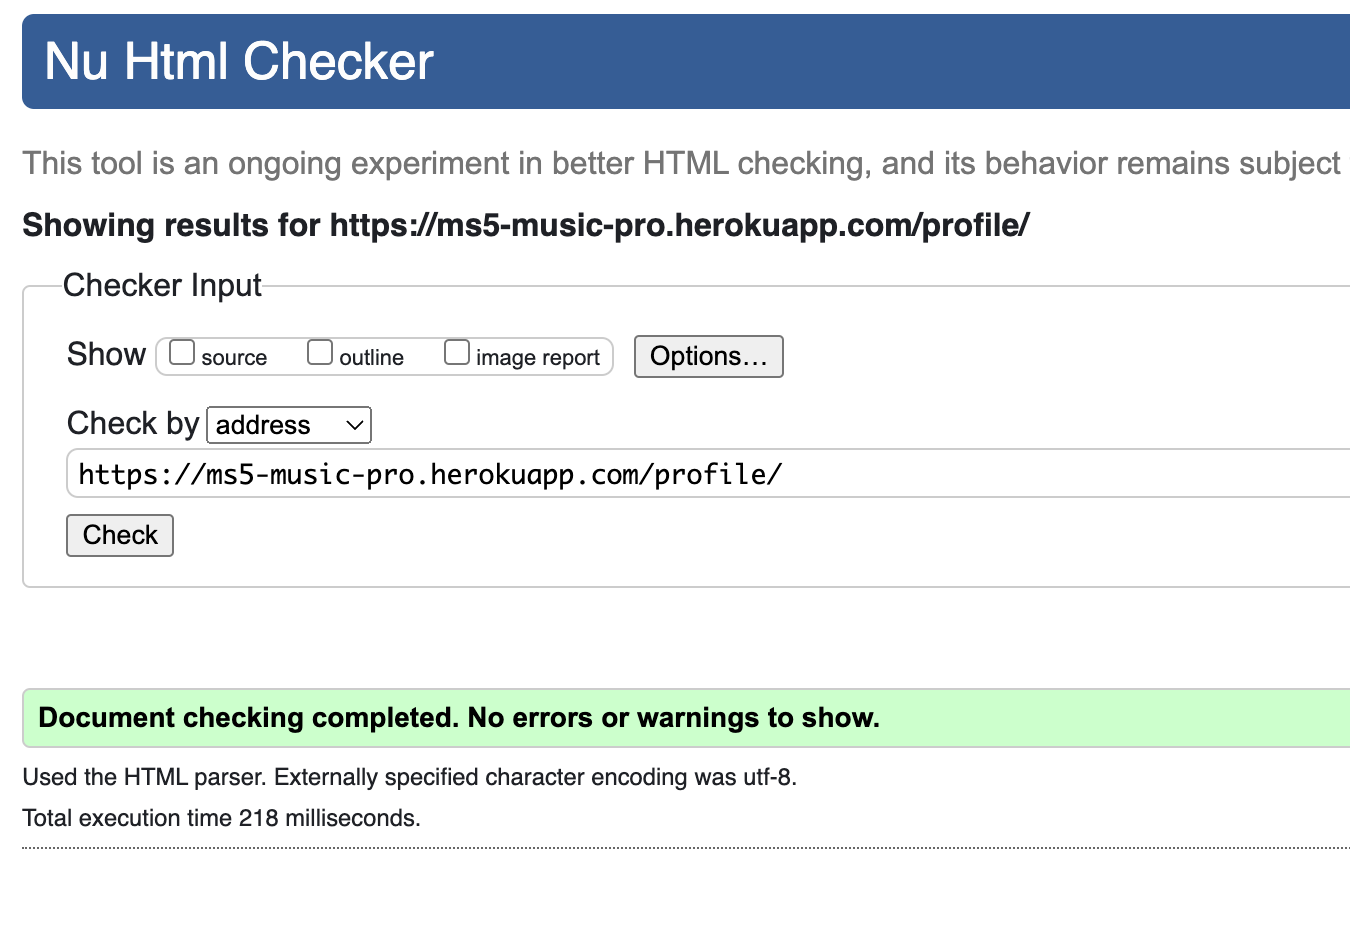 Nu Html Checker
This tool is an ongoing experiment in better HTML checking, and its behavior remains subject
Showing results for https://ms5-music-pro.herokuapp.com/profile/
Checker Input
Show source outline image report Options…
Check by address
https://ms5-music-pro.herokuapp.com/profile/
Check
Document checking completed. No errors or warnings to show.
Used the HTML parser. Externally specified character encoding was utf-8.
Total execution time 218 milliseconds.